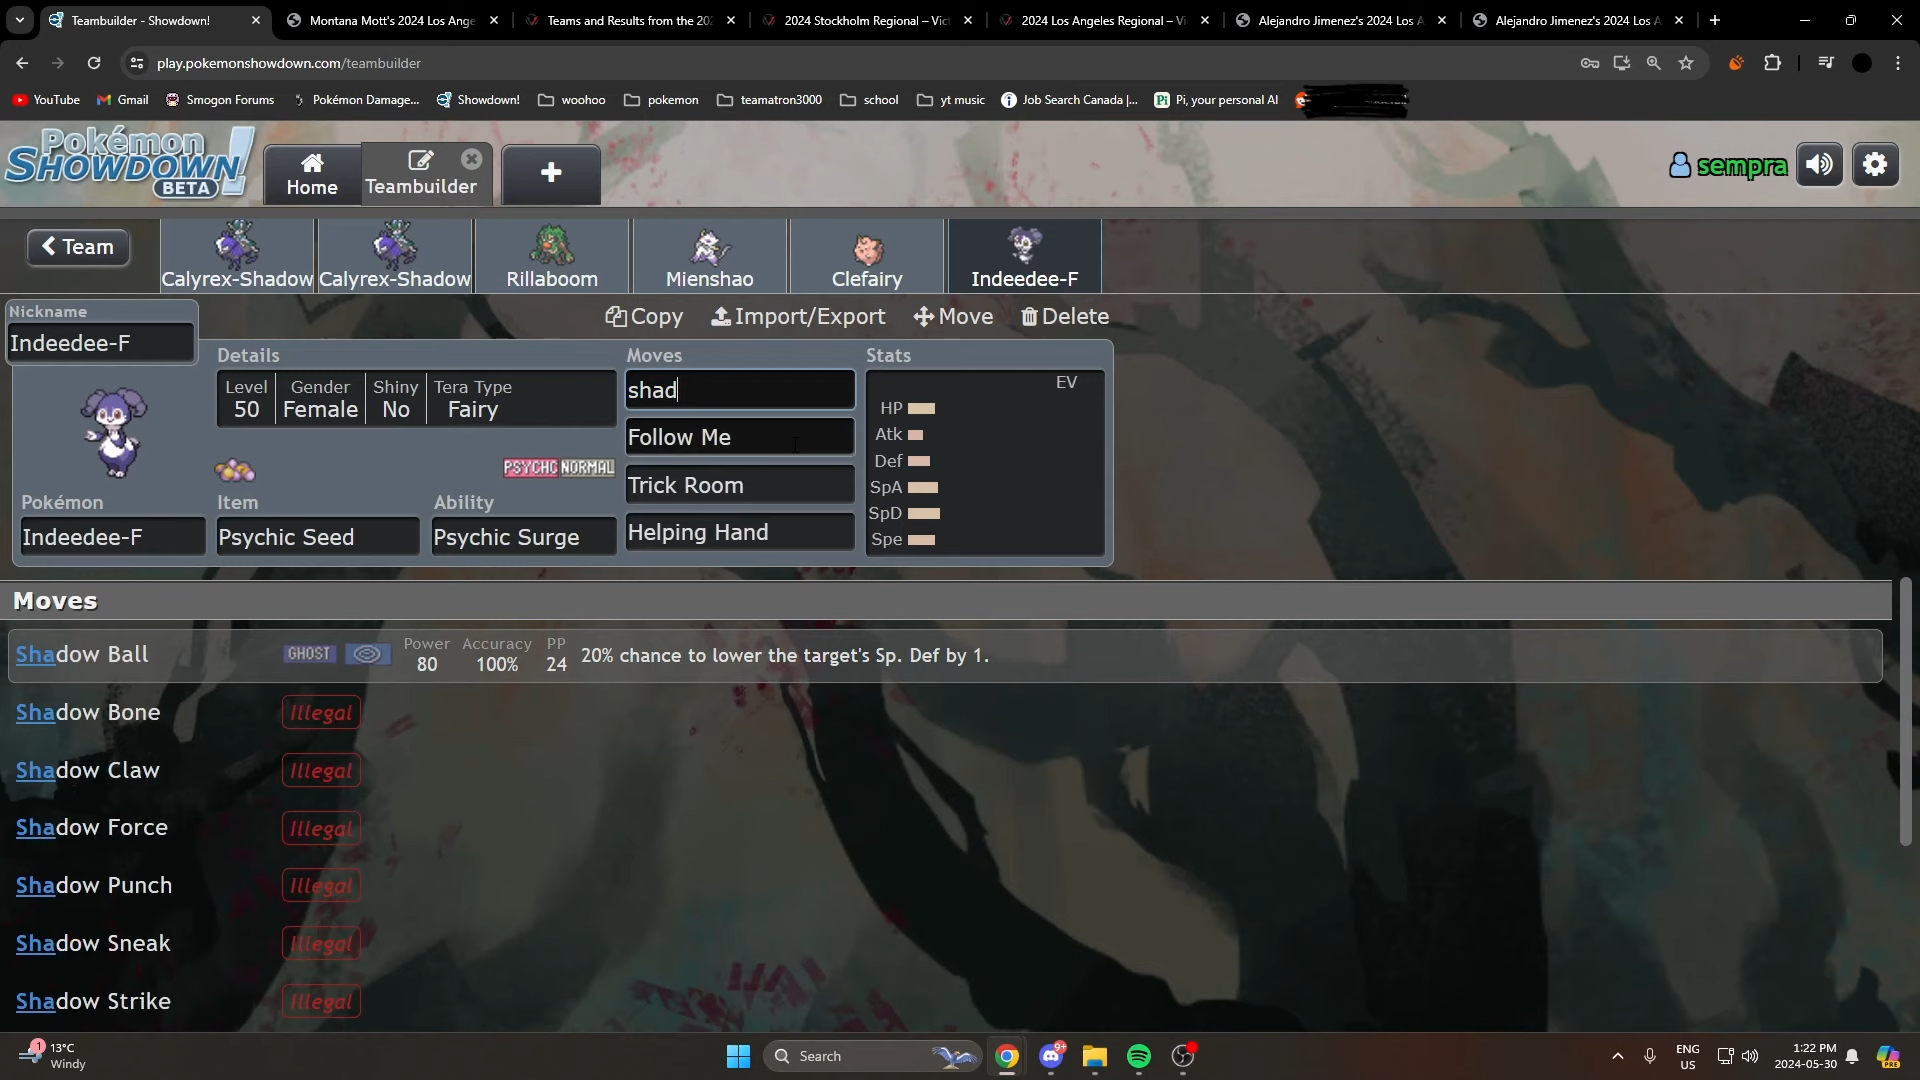 Teambuilder - Showdown!
Montana Mott's 2024 Los Ange
Teams and Results from the 202
2024 Stockholm Regional – Vict
2024 Los Angeles Regional – Vi
Alejandro Jimenez's 2024 Los A
Alejandro Jimenez's 2024 Los A
play.pokemonshowdown.com/teambuilder
YouTube
Gmail
Smogon Forums
Pokémon Damage...
Showdown!
woohoo
pokemon
teamatron3000
school
yt music
Job Search Canada |...
Pi, your personal AI
Pokémon
SHOWDOWN!
BETA
Home
Teambuilder
sempra
Team
Calyrex-Shadow
Calyrex-Shadow
Rillaboom
Mienshao
Clefairy
Indeedee-F
Nickname
Indeedee-F
Copy
Import/Export
Move
Delete
Details
Level
50
Gender
Female
Shiny
No
Tera Type
Fairy
PSYCHC
NORMAL
Pokémon
Indeedee-F
Item
Psychic Seed
Ability
Psychic Surge
Moves
shad
Follow Me
Trick Room
Helping Hand
Stats
EV
HP
Atk
Def
SpA
SpD
Spe
Moves
Shadow Ball
GHOST
Power
80
Accuracy
100%
PP
24
20% chance to lower the target's Sp. Def by 1.
Shadow Bone Illegal
Shadow Claw Illegal
Shadow Force Illegal
Shadow Punch Illegal
Shadow Sneak Illegal
Shadow Strike Illegal
1
13°C
Windy
Search
9+
ENG
US
1:22 PM
2024-05-30
PRE